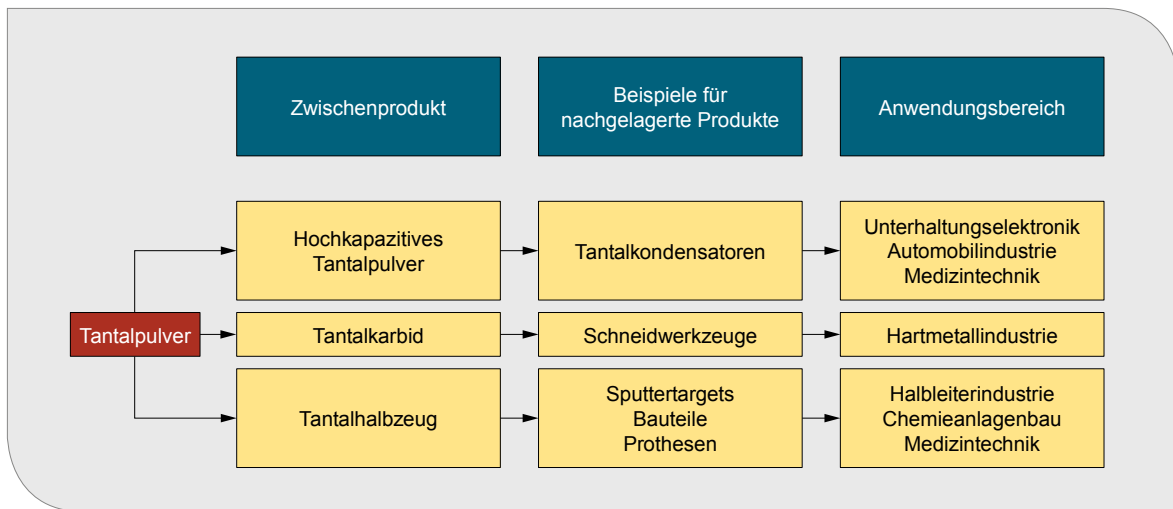 Zwischenprodukt
Beispiele für
nachgelagerte Produkte
Anwendungsbereich
Tantalpulver
Hochkapazitives
Tantalpulver
Tantalkondensatoren
Unterhaltungselektronik
Automobilindustrie
Medizintechnik
Tantalkarbid
Schneidwerkzeuge
Hartmetallindustrie
Tantalhalbzeug
Sputtertargets
Bauteile
Prothesen
Halbleiterindustrie
Chemieanlagenbau
Medizintechnik